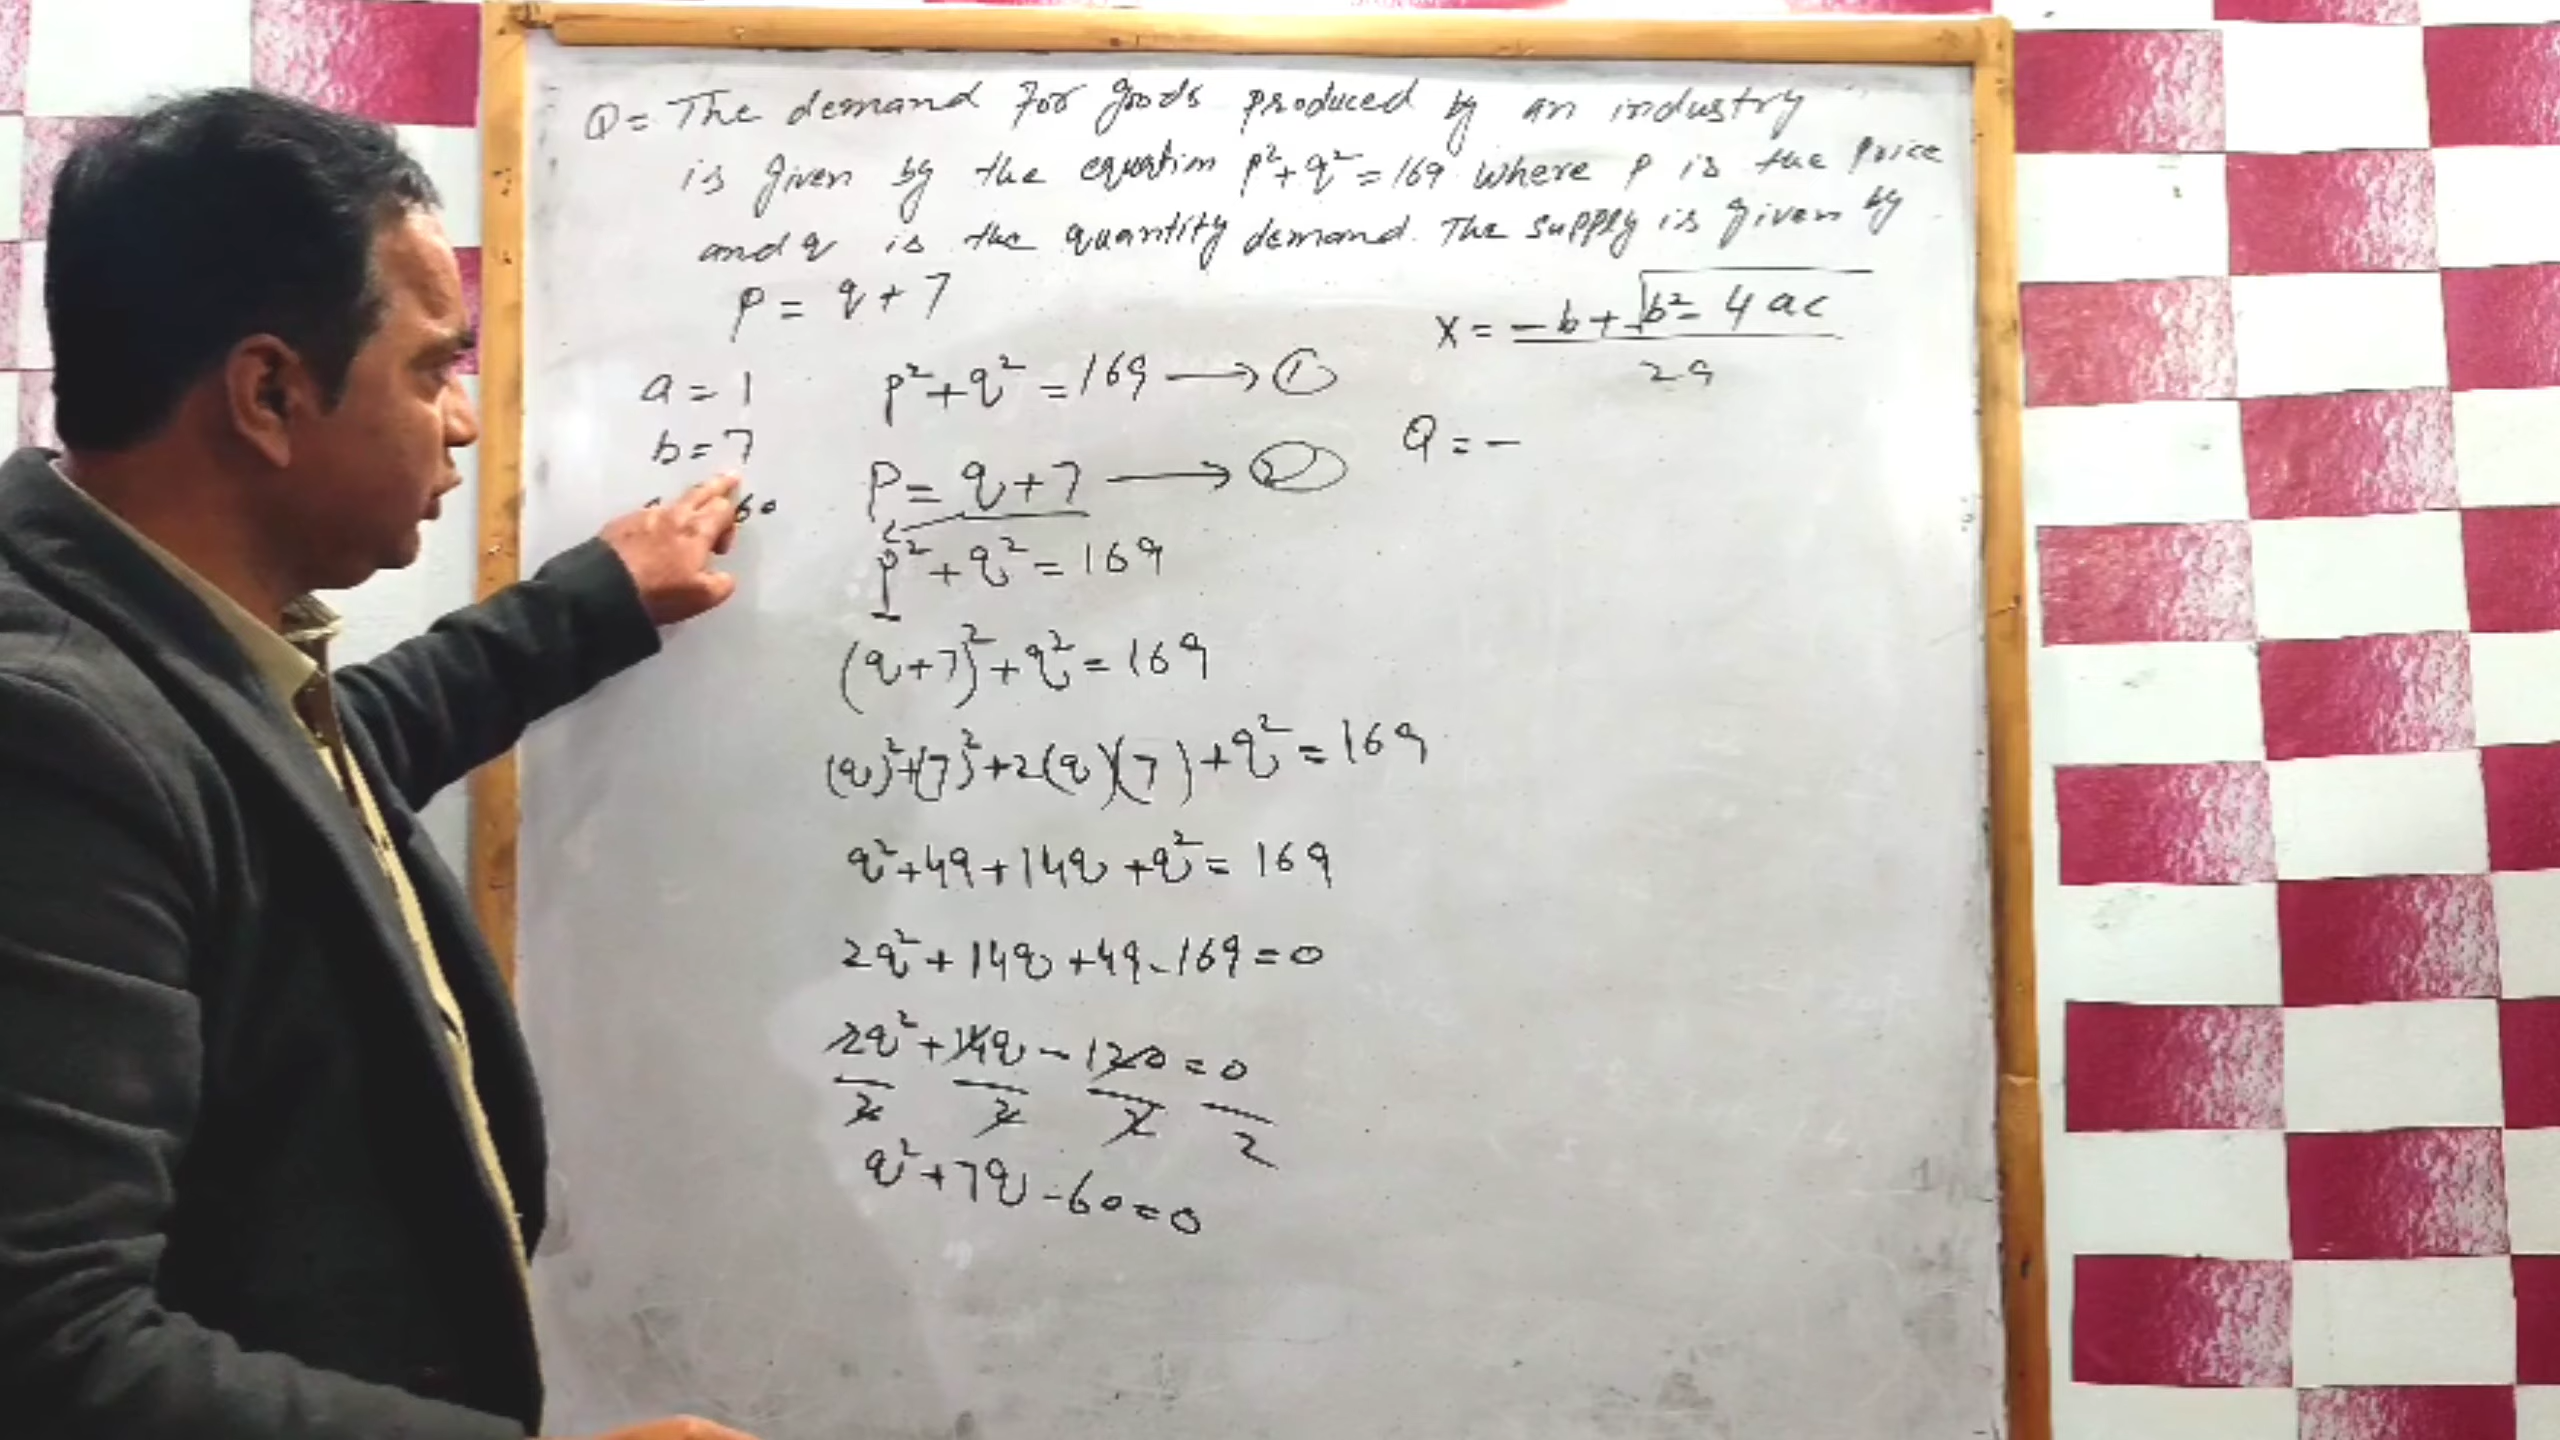 Q= The demand for goods produced by an industry
is given by the equation p²+q²=169 where p is the price
and q is the quantity demand. The supply is given by
p = q+7
x = -b+√b²-4ac
2a
a = 1
b = 7
60
p²+q²=169 → ①
Q = -
P = q+7 → ②
p²+q²=169
(q+7)²+q²=169
(q)²+(7)²+2(q)(7)+q²=169
q²+49+14q+q²=169
2q²+14q+49-169=0
2q²+14q-120=0
2 2 2 2
q²+7q-60=0